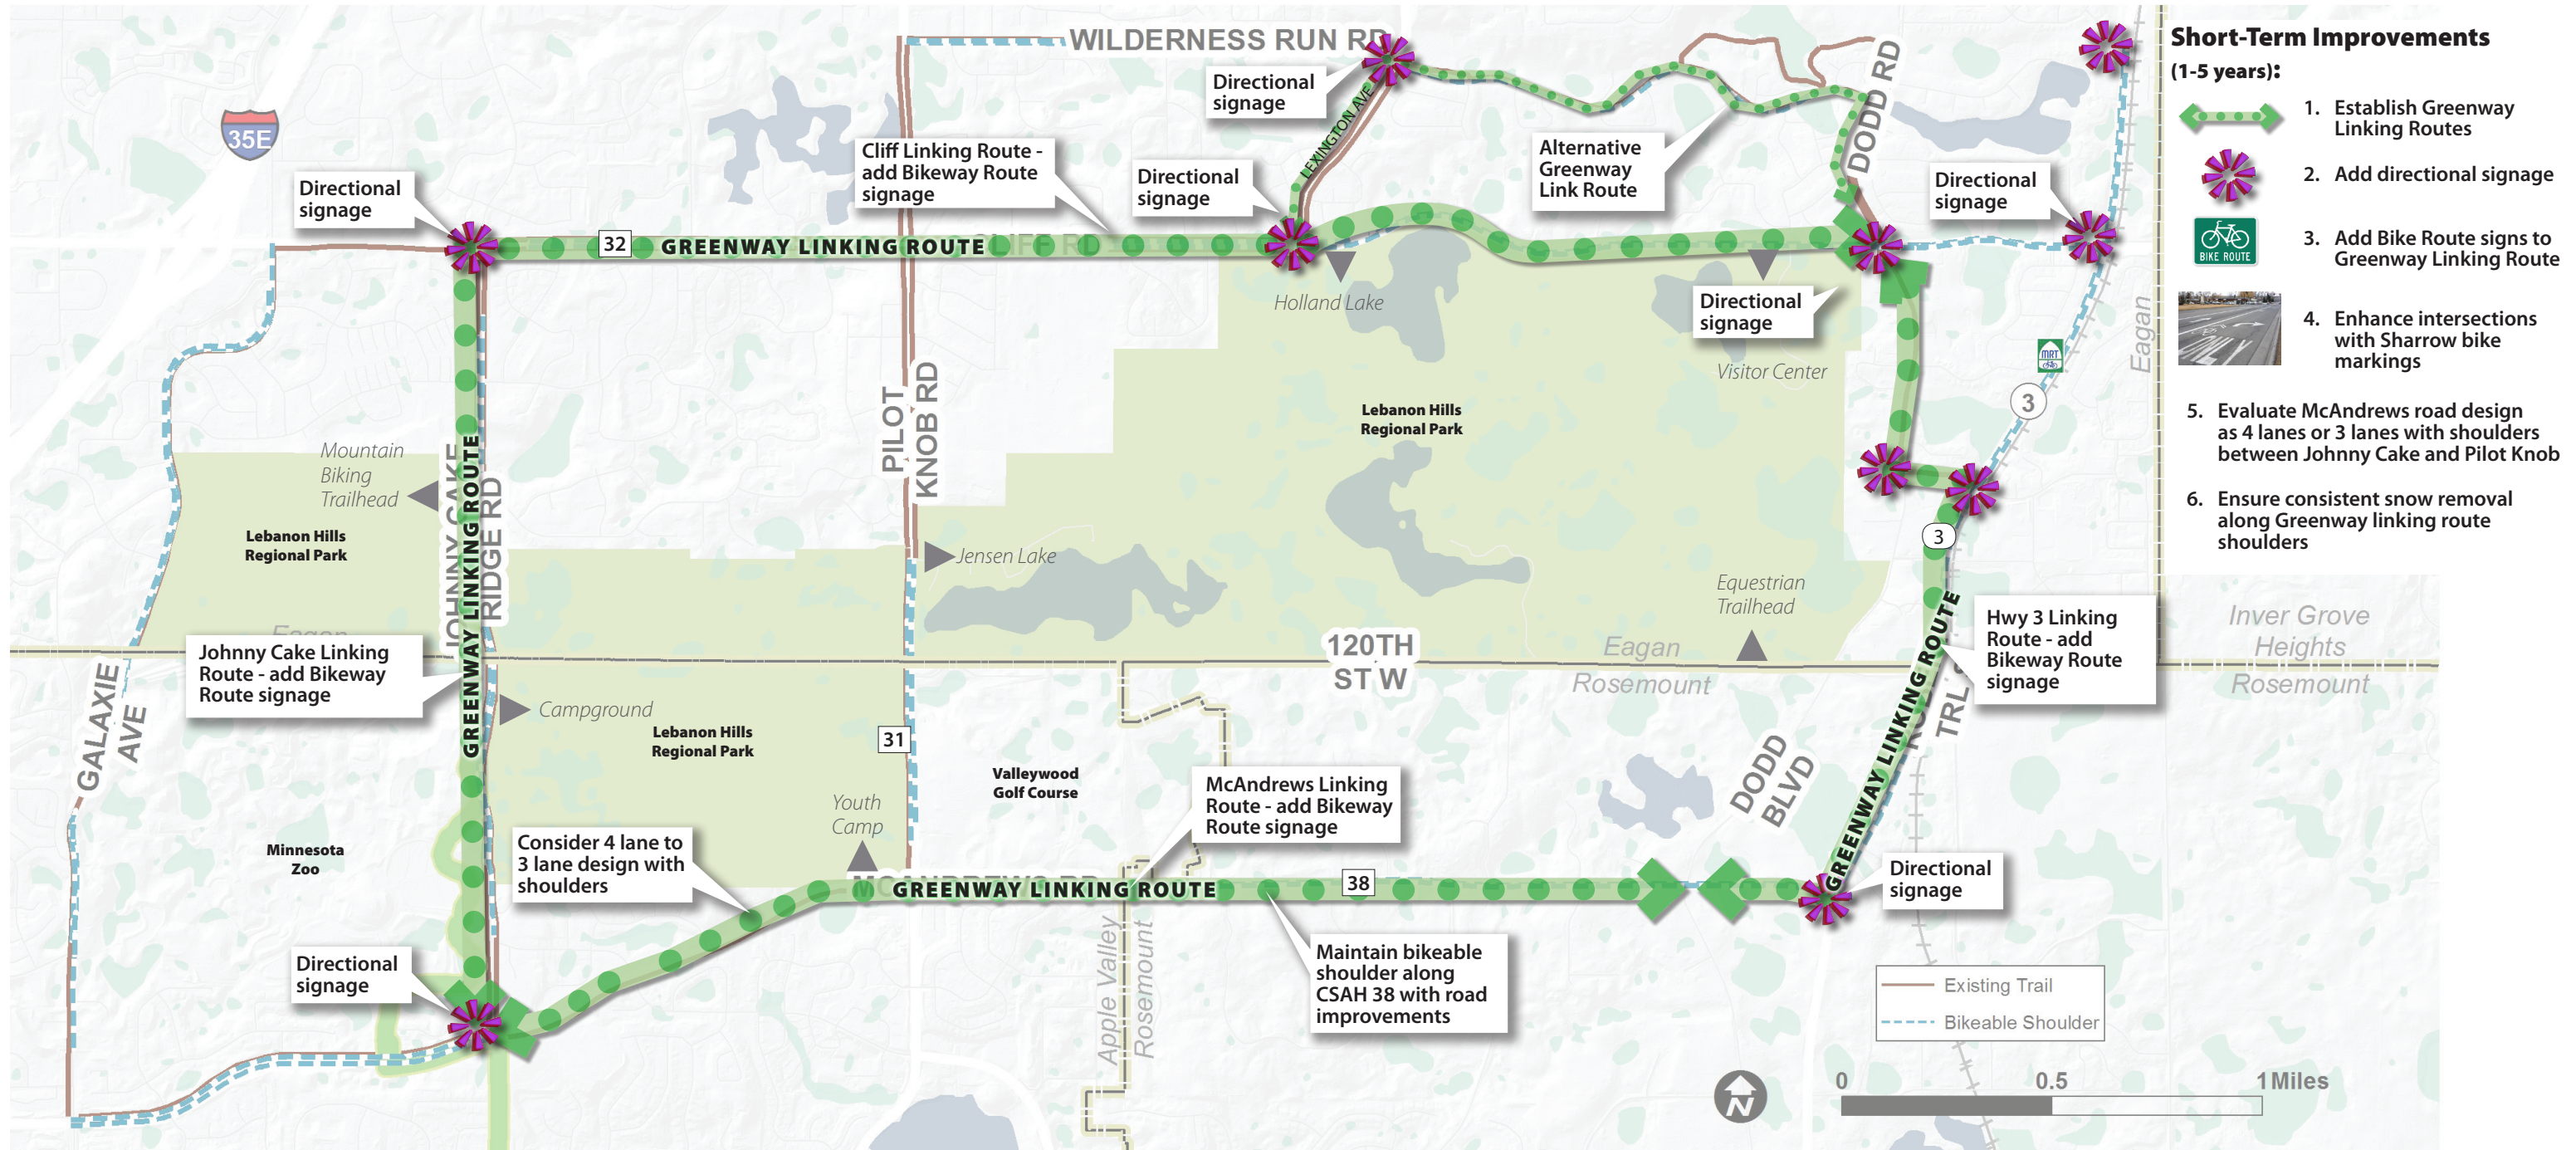 WILDERNESS RUN RD
Short-Term Improvements
(1-5 years):
1. Establish Greenway
Linking Routes
2. Add directional signage
BIKE ROUTE
3. Add Bike Route signs to
Greenway Linking Route
ONLY
4. Enhance intersections
with Sharrow bike
markings
5. Evaluate McAndrews road design
as 4 lanes or 3 lanes with shoulders
between Johnny Cake and Pilot Knob
6. Ensure consistent snow removal
along Greenway linking route
shoulders
35E
Directional
signage
LEXINGTON AVE
DODD RD
Cliff Linking Route -
add Bikeway Route
signage
Directional
signage
Alternative
Greenway
Link Route
Directional
signage
Directional
signage
32
GREENWAY LINKING ROUTE
CLIFF RD
Holland Lake
Directional
signage
Visitor Center
MRT
3
Eagan
PILOT
KNOB RD
Lebanon Hills
Regional Park
Mountain
Biking
Trailhead
JOHNNY CAKE
RIDGE RD
GREENWAY LINKING ROUTE
Lebanon Hills
Regional Park
Jensen Lake
3
Equestrian
Trailhead
Eagan
Johnny Cake Linking
Route - add Bikeway
Route signage
120TH
ST W
Eagan
Rosemount
Hwy 3 Linking
Route - add
Bikeway Route
signage
GREENWAY LINKING ROUTE
TRL
Inver Grove
Heights
Rosemount
GALAXIE
AVE
Campground
Lebanon Hills
Regional Park
31
Valleywood
Golf Course
DODD
BLVD
McAndrews Linking
Route - add Bikeway
Route signage
Youth
Camp
Minnesota
Zoo
Consider 4 lane to
3 lane design with
shoulders
MCANDREWS RD
GREENWAY LINKING ROUTE
38
Directional
signage
Apple Valley
Rosemount
Maintain bikeable
shoulder along
CSAH 38 with road
improvements
Directional
signage
Existing Trail
Bikeable Shoulder
N
0 0.5 1 Miles